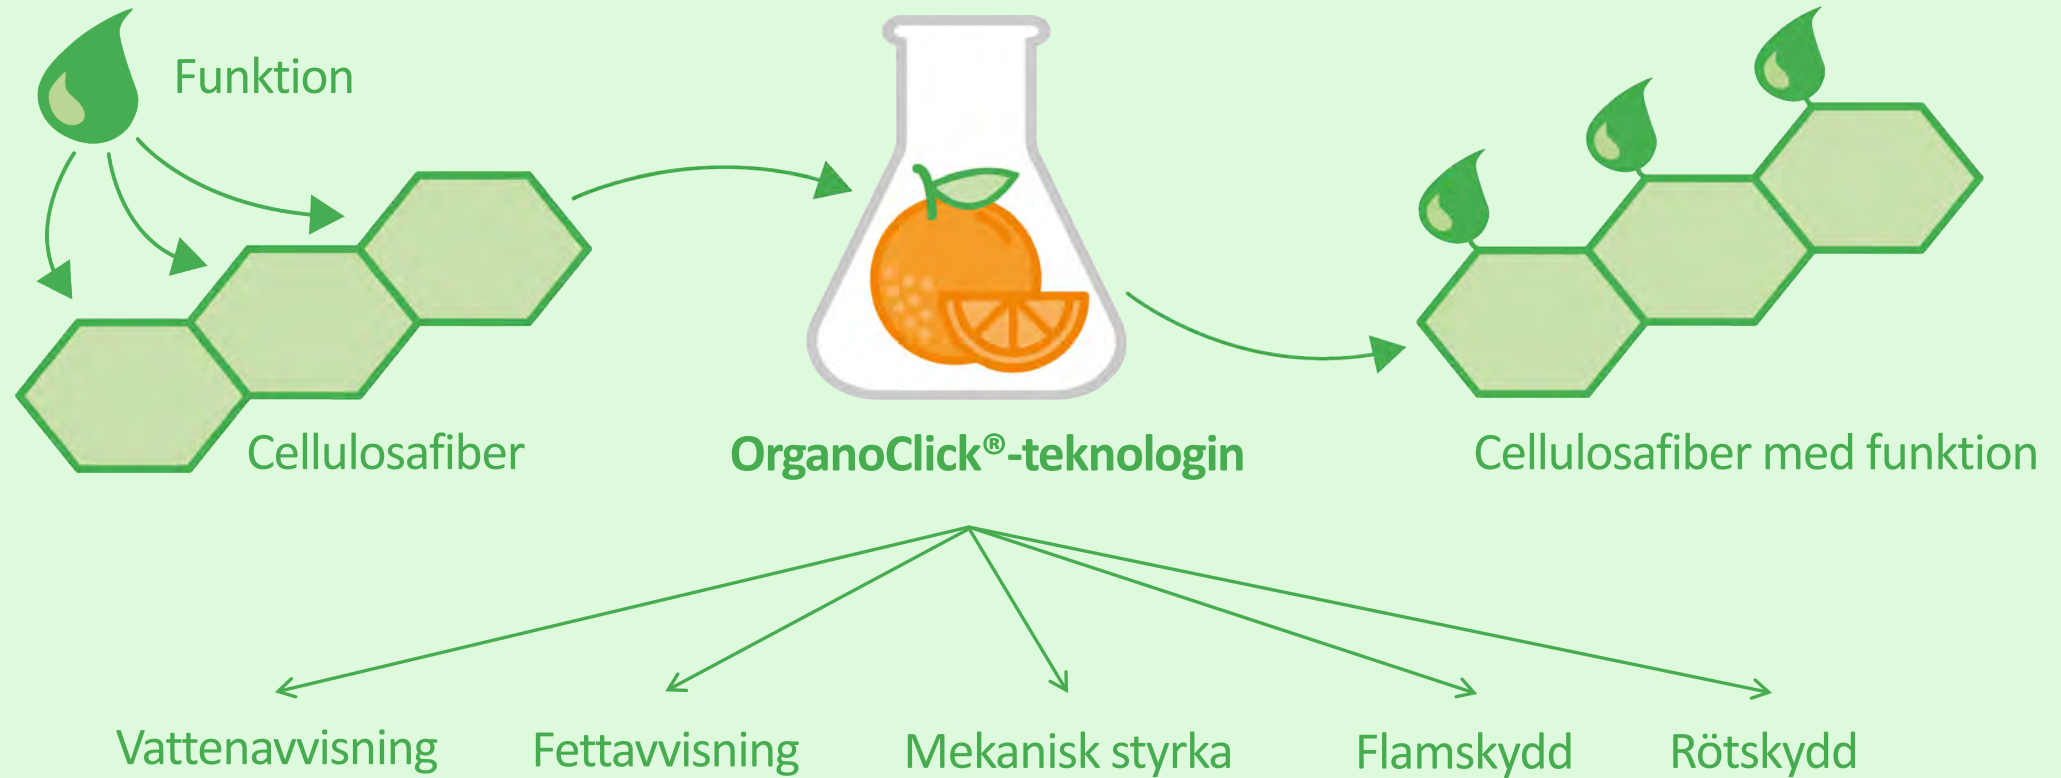 Funktion
Cellulosafiber
OrganoClick®-teknologin
Cellulosafiber med funktion
Vattenavvisning
Fettavvisning
Mekanisk styrka
Flamskydd
Rötskydd